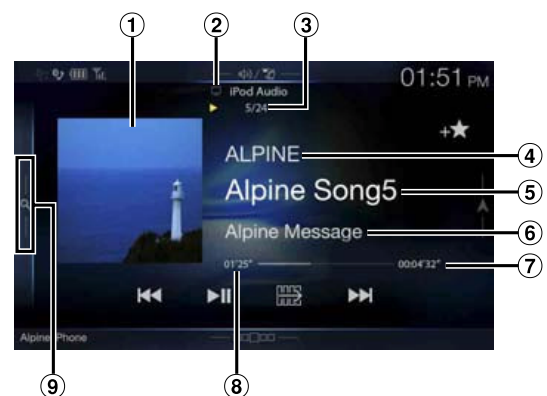 1 2 3
01:51 PM
iPod Audio
5/24
ALPINE 4
Alpine Song5 5
Alpine Message 6
01'25" 00:04'32" 7
Alpine Phone
9 8